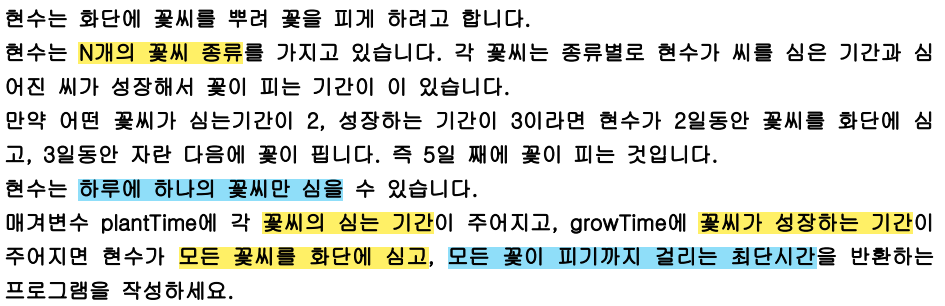 현수는 화단에 꽃씨를 뿌려 꽃을 피게 하려고 합니다.
현수는 N개의 꽃씨 종류를 가지고 있습니다. 각 꽃씨는 종류별로 현수가 씨를 심은 기간과 심
어진 씨가 성장해서 꽃이 피는 기간이 이 있습니다.
만약 어떤 꽃씨가 심는기간이 2, 성장하는 기간이 3이라면 현수가 2일동안 꽃씨를 화단에 심
고, 3일동안 자란 다음에 꽃이 핍니다. 즉 5일 째에 꽃이 피는 것입니다.
현수는 하루에 하나의 꽃씨만 심을 수 있습니다.
매겨변수 plantTime에 각 꽃씨의 심는 기간이 주어지고, growTime에 꽃씨가 성장하는 기간이
주어지면 현수가 모든 꽃씨를 화단에 심고, 모든 꽃이 피기까지 걸리는 최단시간을 반환하는
프로그램을 작성하세요.